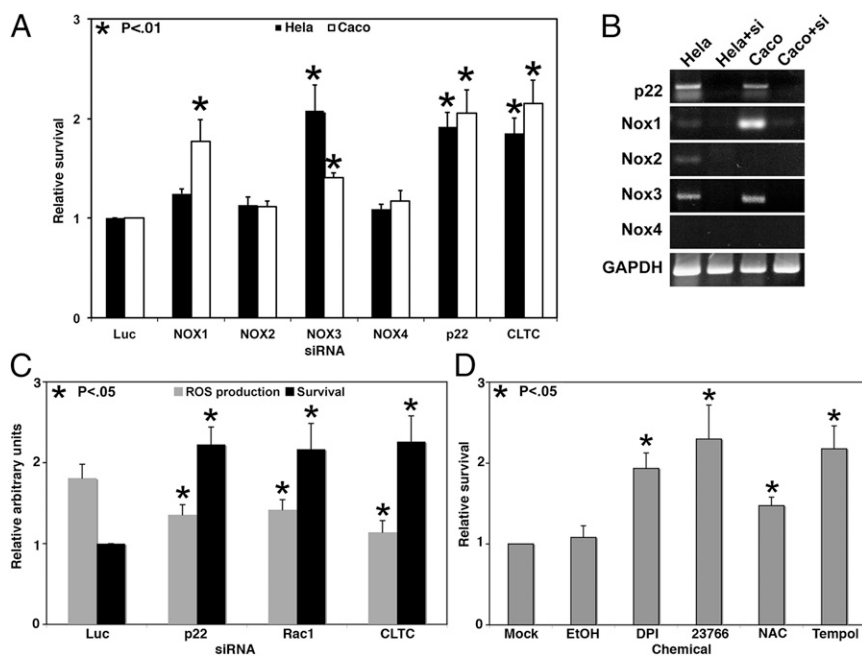 A
* P<.01
Hela Caco
Relative survival
3
2
1
0
Luc NOX1 NOX2 NOX3 NOX4 p22 CLTC
siRNA
* * * * * * *
B
Hela Hela+si Caco Caco+si
p22
Nox1
Nox2
Nox3
Nox4
GAPDH
C
* P<.05
ROS production Survival
Relative arbitrary units
3
2
1
0
Luc p22 Rac1 CLTC
siRNA
* * * * * *
D
* P<.05
Relative survival
3
2
1
0
Mock EtOH DPI 23766 NAC Tempol
Chemical
* * * *